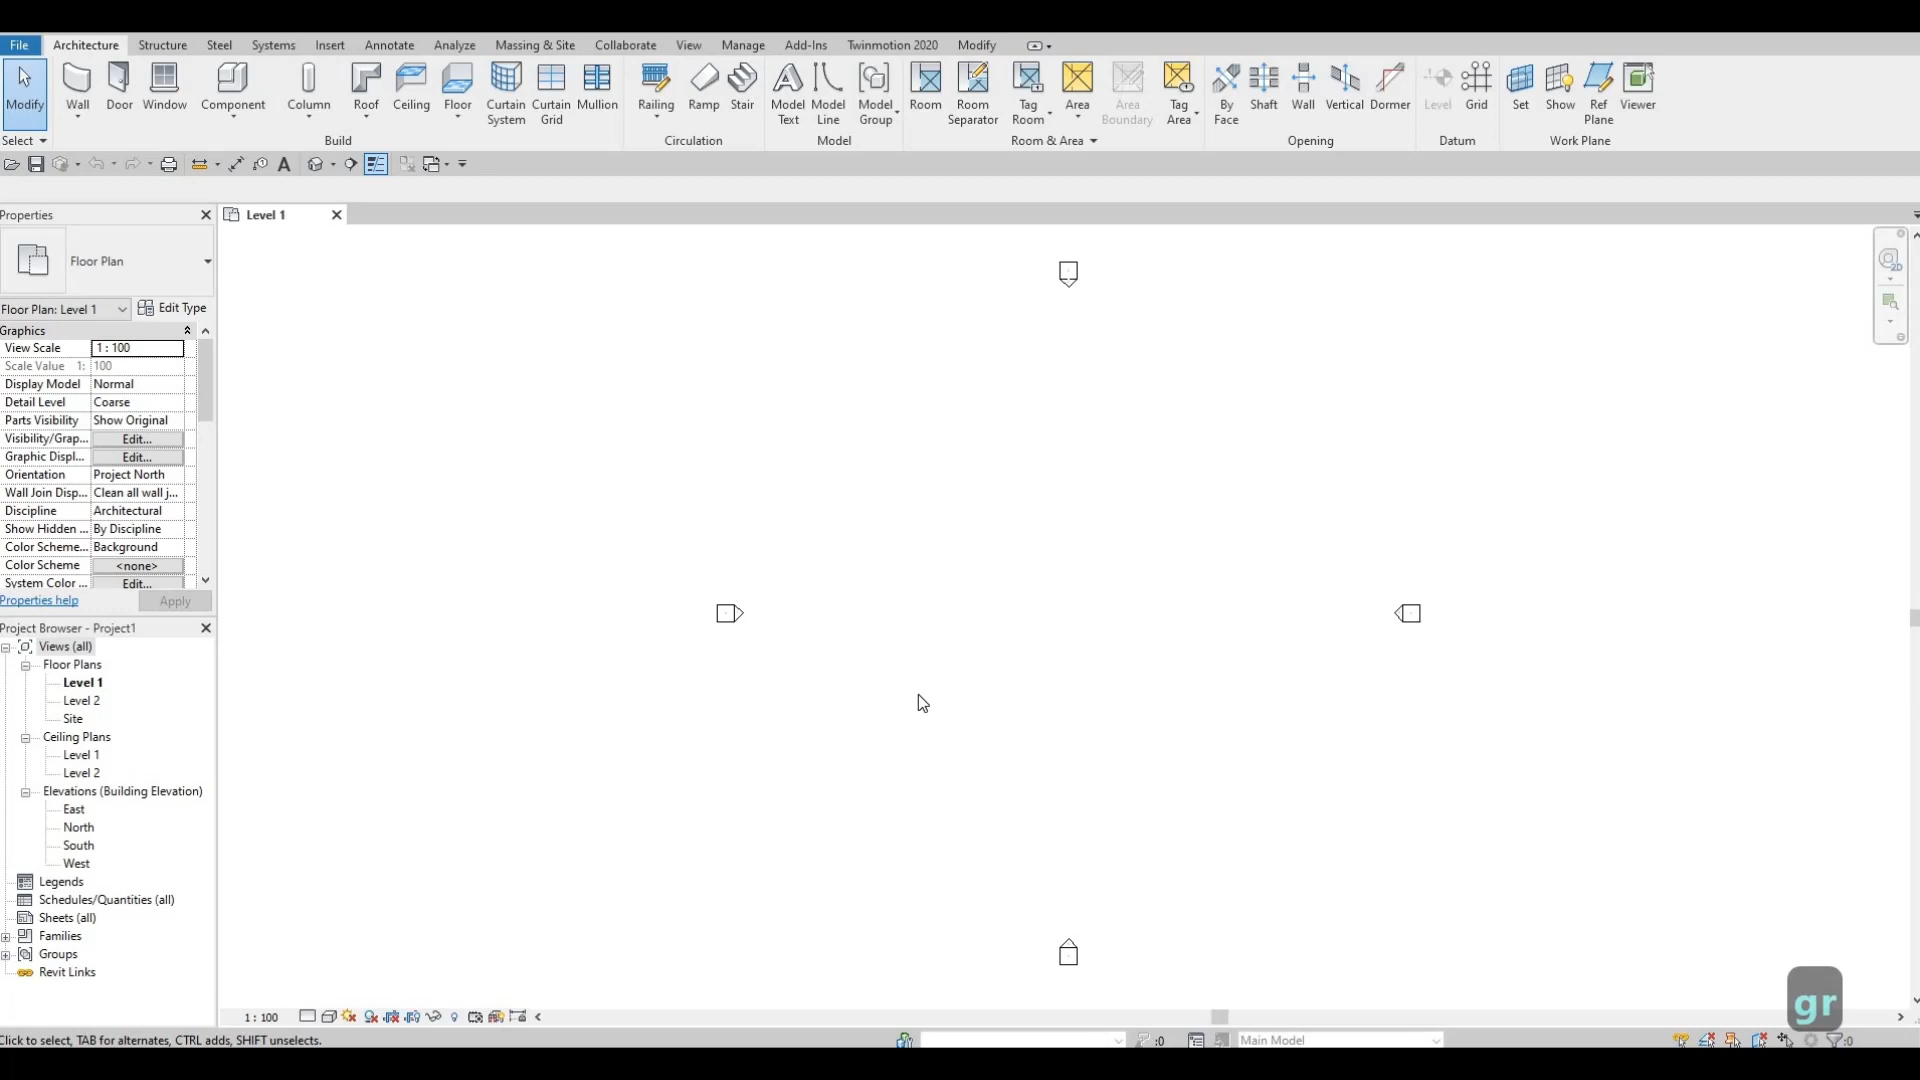 File Architecture Structure Steel Systems Insert Annotate Analyze Massing & Site Collaborate View Manage Add-Ins Twinmotion 2020 Modify
Modify Wall Door Window Component Column Roof Ceiling Floor Curtain System Curtain Grid Mullion Railing Ramp Stair Model Text Model Line Model Group Room Room Separator Tag Room Area Area Boundary Tag Area By Face Shaft Wall Vertical Dormer Level Grid Set Show Ref Plane Viewer
Select Build Circulation Model Room & Area Opening Datum Work Plane
Properties
Level 1
Floor Plan
Floor Plan: Level 1 Edit Type
Graphics
View Scale 1 : 100
Scale Value 1: 100
Display Model Normal
Detail Level Coarse
Parts Visibility Show Original
Visibility/Grap... Edit...
Graphic Displ... Edit...
Orientation Project North
Wall Join Disp... Clean all wall j...
Discipline Architectural
Show Hidden ... By Discipline
Color Scheme... Background
Color Scheme <none>
System Color ... Edit...
Properties help Apply
Project Browser - Project1
Views (all)
Floor Plans
Level 1
Level 2
Site
Ceiling Plans
Level 1
Level 2
Elevations (Building Elevation)
East
North
South
West
Legends
Schedules/Quantities (all)
Sheets (all)
Families
Groups
Revit Links
2D
1 : 100
gr
Click to select, TAB for alternates, CTRL adds, SHIFT unselects.
:0
Main Model
:0